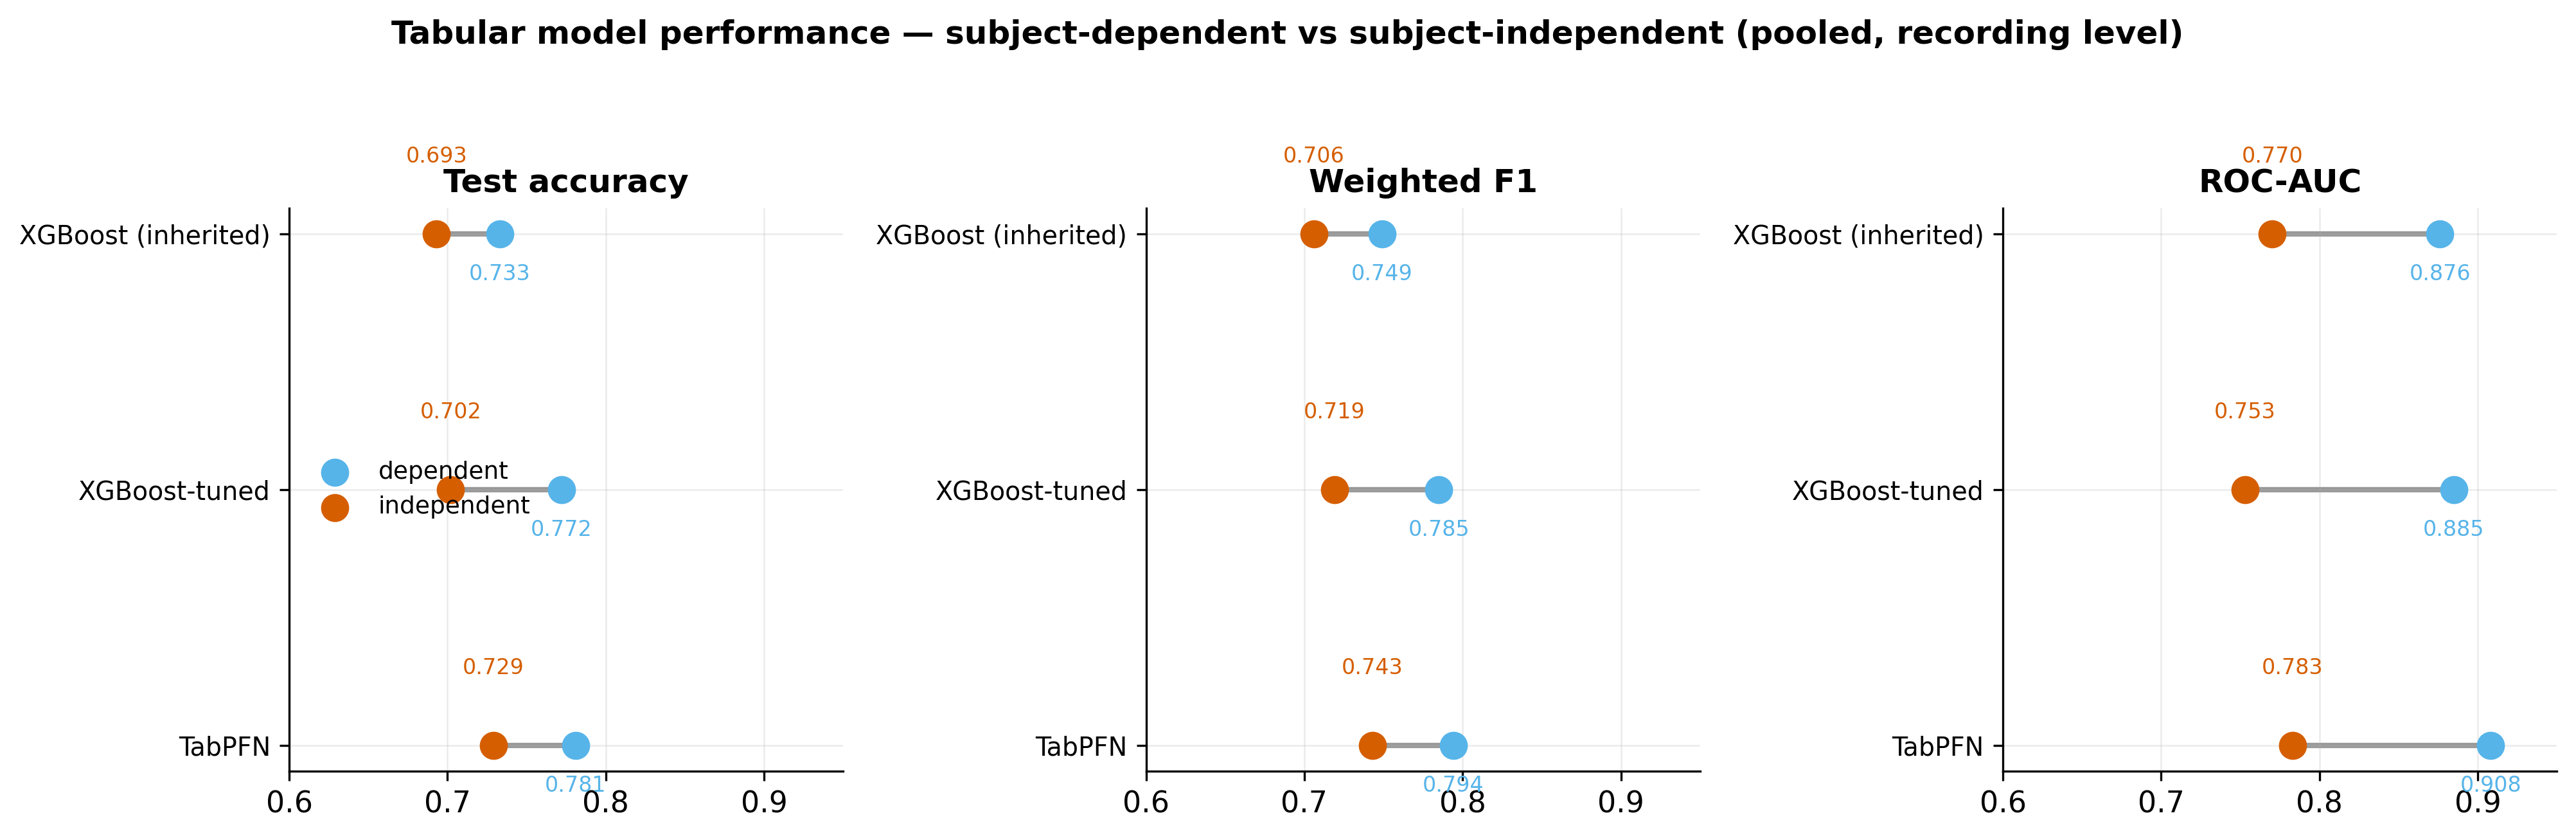 Tabular model performance — subject-dependent vs subject-independent (pooled, recording level)
Test accuracy
0.693
XGBoost (inherited)
0.733
0.702
dependent
XGBoost-tuned
independent
0.772
0.729
TabPFN
0.781
0.6 0.7 0.8 0.9
Weighted F1
0.706
XGBoost (inherited)
0.749
0.719
XGBoost-tuned
0.785
0.743
TabPFN
0.794
0.6 0.7 0.8 0.9
ROC-AUC
0.770
XGBoost (inherited)
0.876
0.753
XGBoost-tuned
0.885
0.783
TabPFN
0.908
0.6 0.7 0.8 0.9